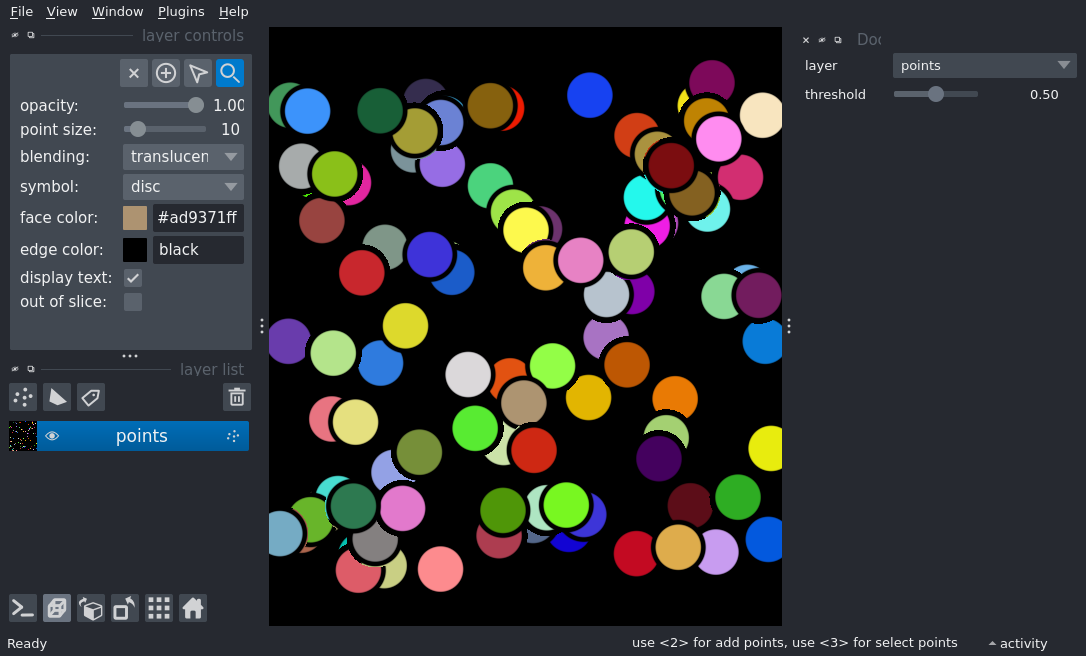 File View Window Plugins Help
layer controls
opacity: 1.00
point size: 10
blending: translucen
symbol: disc
face color: #ad9371ff
edge color: black
display text:
out of slice:
layer list
points
Doc
layer points
threshold 0.50
Ready use <2> for add points, use <3> for select points activity